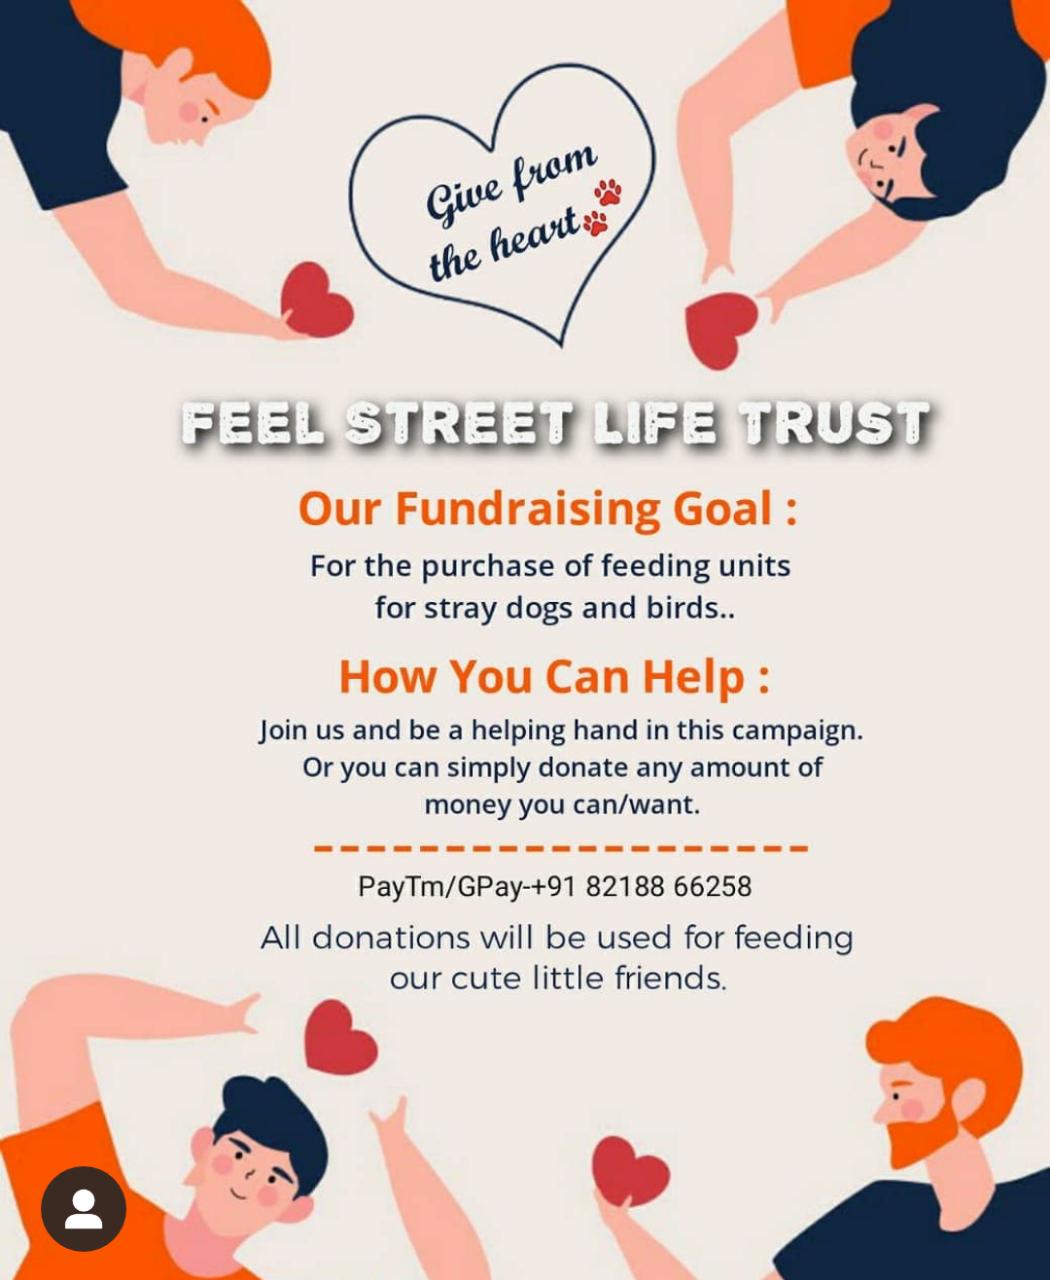 Give from
the heart
FEEL STREET LIFE TRUST
Our Fundraising Goal :
For the purchase of feeding units
for stray dogs and birds..
How You Can Help :
Join us and be a helping hand in this campaign.
Or you can simply donate any amount of
money you can/want.
PayTm/GPay-+91 82188 66258
All donations will be used for feeding
our cute little friends.